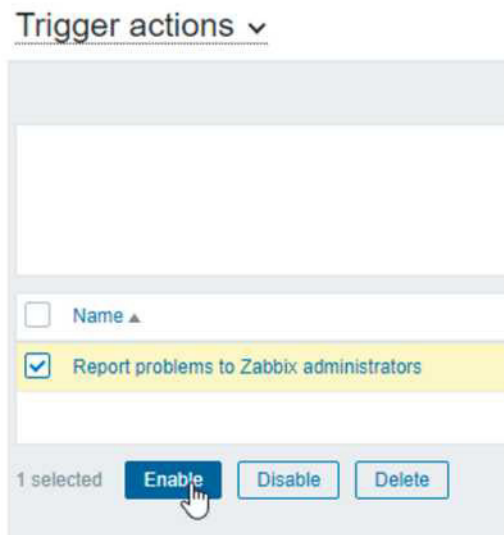 Trigger actions
Name
Report problems to Zabbix administrators
1 selected Enable Disable Delete